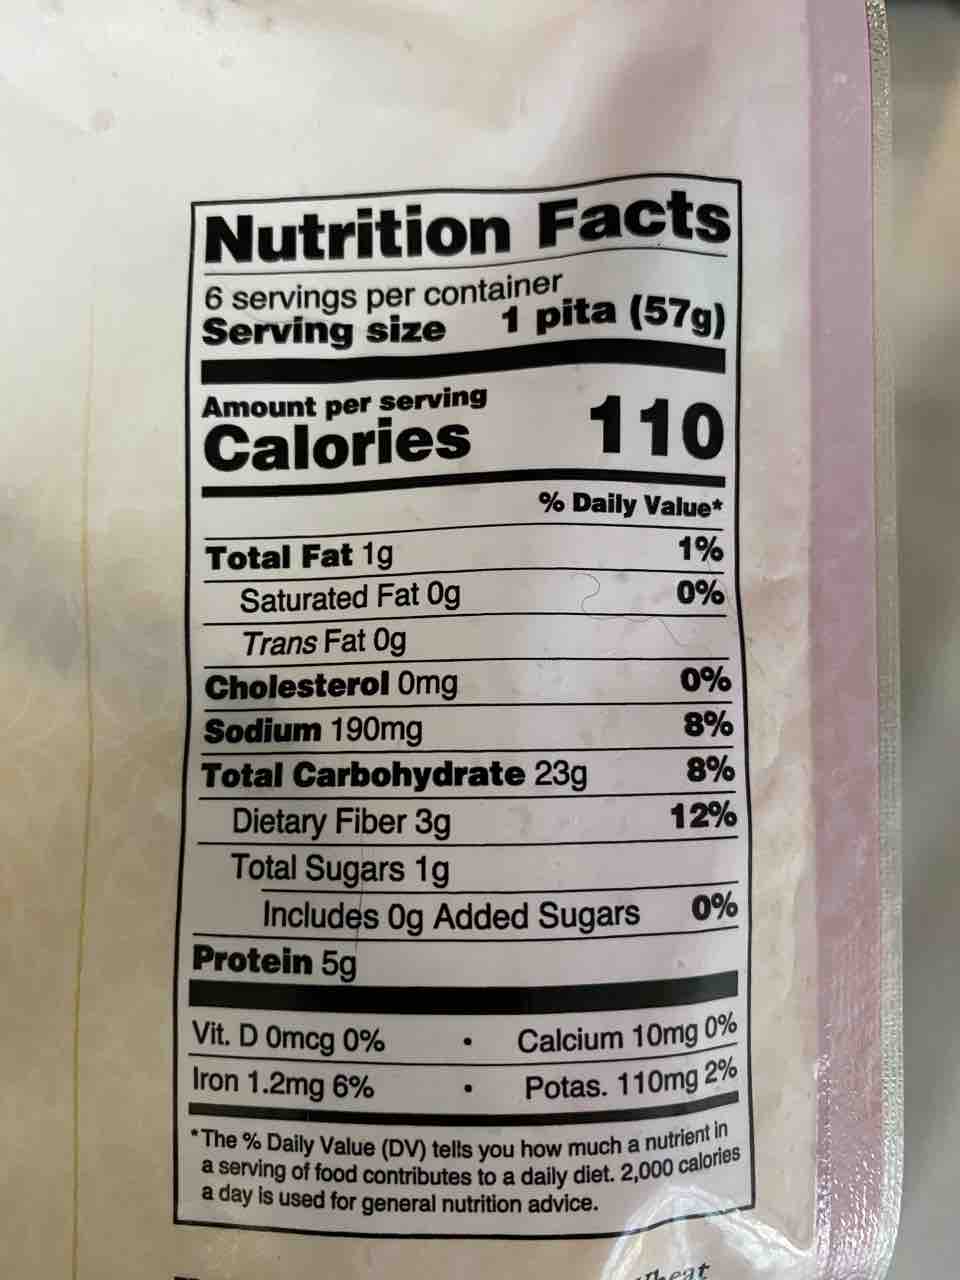 Nutrition Facts
6 servings per container
Serving size 1 pita (57g)
Amount per serving
Calories 110
% Daily Value*
Total Fat 1g 1%
Saturated Fat 0g 0%
Trans Fat 0g
Cholesterol 0mg 0%
Sodium 190mg 8%
Total Carbohydrate 23g 8%
Dietary Fiber 3g 12%
Total Sugars 1g
Includes 0g Added Sugars 0%
Protein 5g
Vit. D 0mcg 0% • Calcium 10mg 0%
Iron 1.2mg 6% • Potas. 110mg 2%
*The % Daily Value (DV) tells you how much a nutrient in
a serving of food contributes to a daily diet. 2,000 calories
a day is used for general nutrition advice.